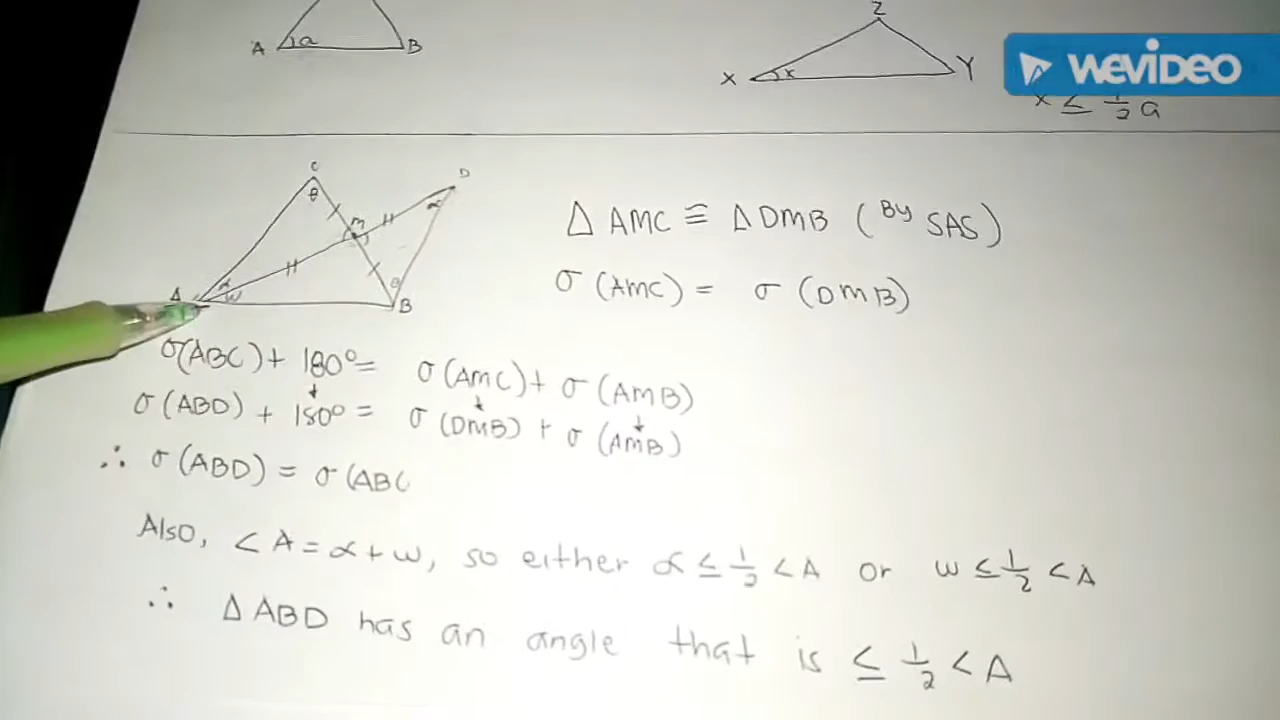 Z
A a B
X x Y
WEVIDEO
x ≤ 1/2 a
C
D
θ
α
M
α
w
θ
A
B
Δ AMC ≅ Δ DMB (By SAS)
σ (AMC) = σ (DMB)
σ(ABC) + 180° = σ (AMC) + σ (AMB)
σ (ABD) + 180° = σ (DMB) + σ (AMB)
∴ σ (ABD) = σ (ABC
Also, <A = α + w, so either α ≤ 1/2 <A or w ≤ 1/2 <A
∴ Δ ABD has an angle that is ≤ 1/2 <A